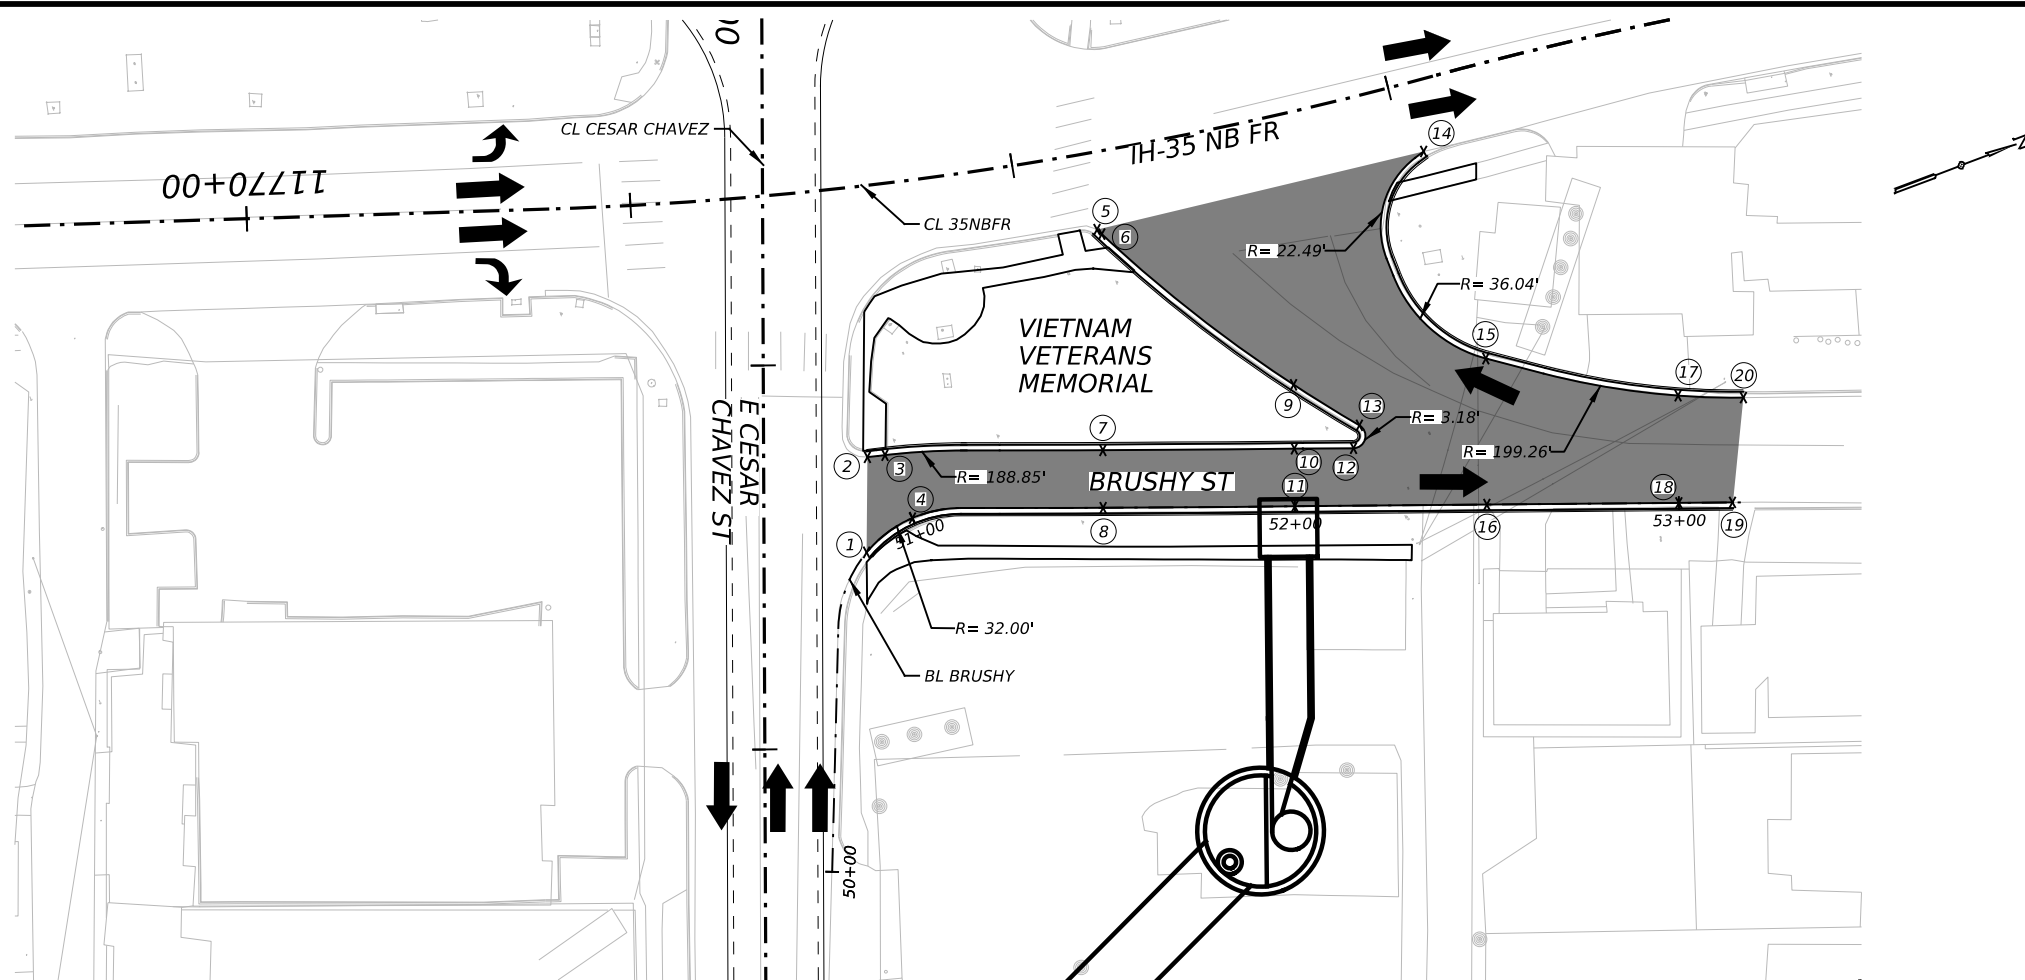 00
CL CESAR CHAVEZ
11770+00
IH-35 NB FR
CL 35NBFR
14
5
6
R= 22.49'
R= 36.04'
15
17
20
VIETNAM
VETERANS
MEMORIAL
9
13
R= 3.18'
7
2
3
R= 188.85'
10
12
R= 199.26'
E CESAR
CHAVEZ ST
BRUSHY ST
11
18
4
1
51+00
8
52+00
16
53+00
19
R= 32.00'
BL BRUSHY
50+00